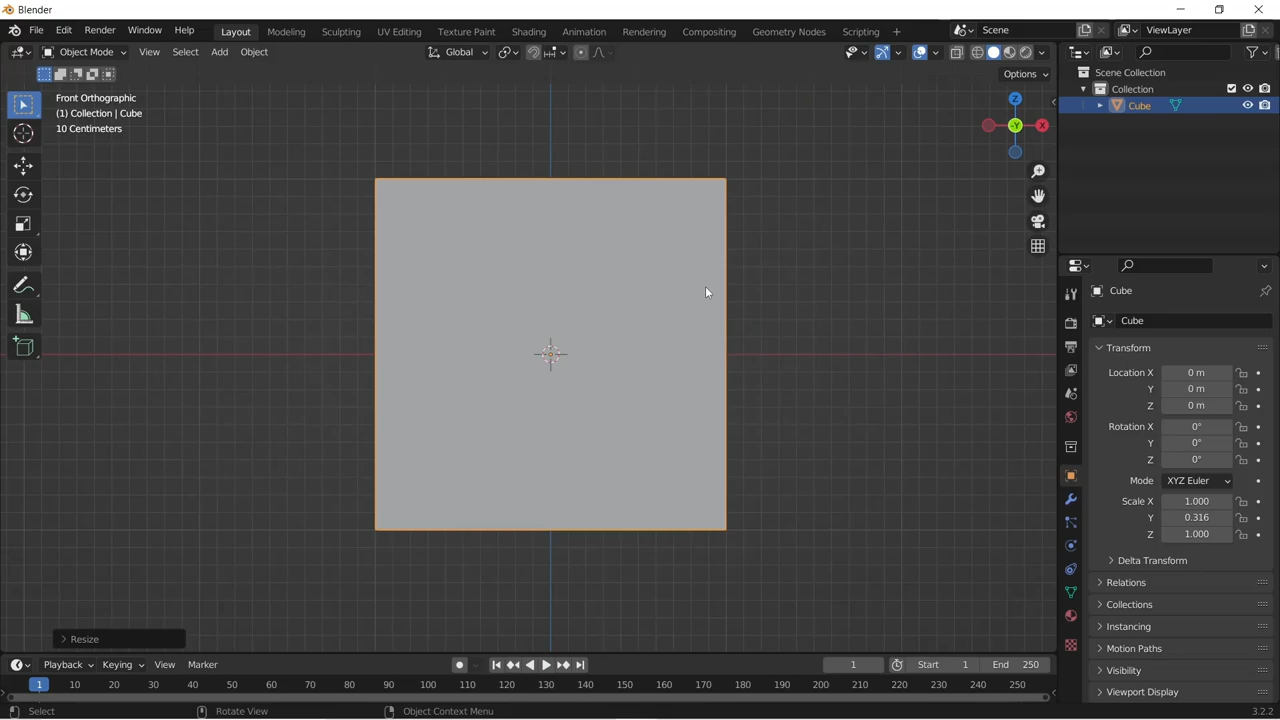 Blender
File Edit Render Window Help Layout Modeling Sculpting UV Editing Texture Paint Shading Animation Rendering Compositing Geometry Nodes Scripting + Scene ViewLayer
Object Mode View Select Add Object Global
Options
Front Orthographic
(1) Collection | Cube
10 Centimeters
Z
-Y
X
Scene Collection
Collection
Cube
Cube
Cube
Transform
Location X 0 m
Y 0 m
Z 0 m
Rotation X 0°
Y 0°
Z 0°
Mode XYZ Euler
Scale X 1.000
Y 0.316
Z 1.000
Delta Transform
Relations
Collections
Instancing
Motion Paths
Visibility
Viewport Display
Resize
Playback Keying View Marker 1 Start 1 End 250
1 10 20 30 40 50 60 70 80 90 100 110 120 130 140 150 160 170 180 190 200 210 220 230 240 250
Select Rotate View Object Context Menu 3.2.2